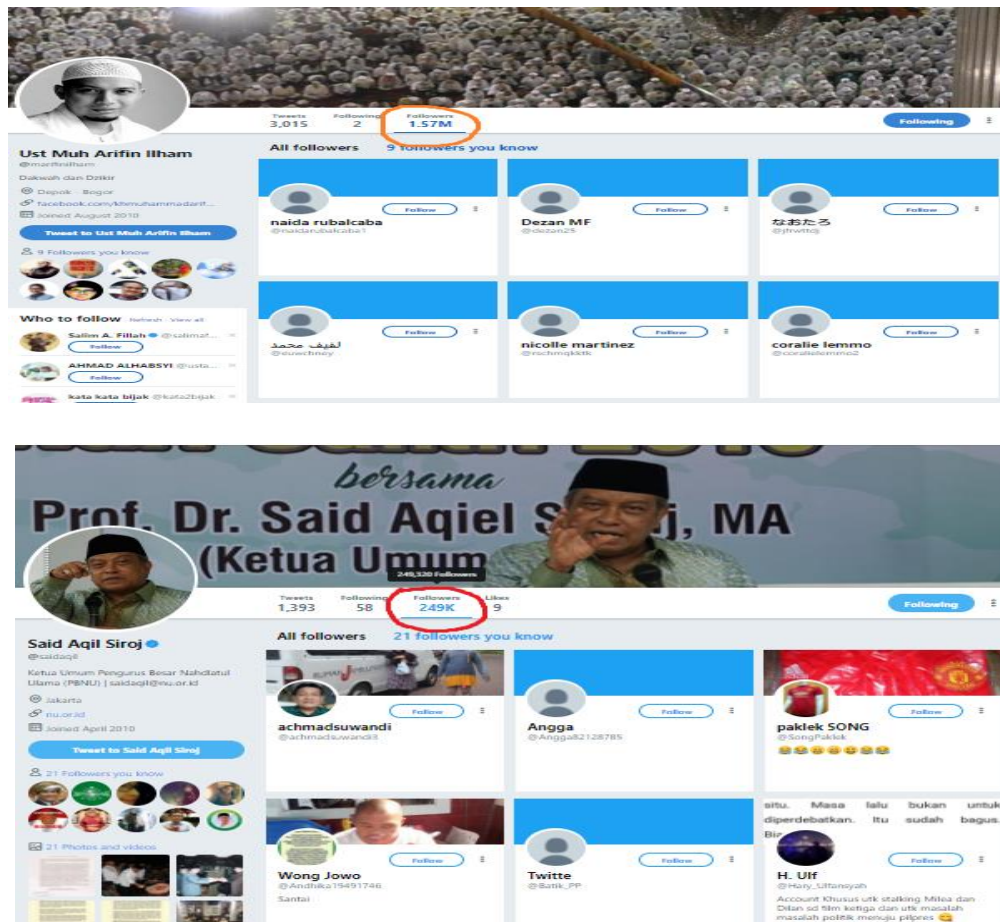 Tweets Following Followers
3,015 2 1.57M
Following
Ust Muh Arifin Ilham
@marifinilham
Dakwah dan Dzikir
Depok - Bogor
facebook.com/khmuhammadarif...
Joined August 2010
Tweet to Ust Muh Arifin Ilham
9 Followers you know
Who to follow Refresh · View all
Salim A. Fillah @salimaf...
Follow
AHMAD ALHABSYI @usta...
Follow
kata kata bijak @kata2bijak
All followers 9 followers you know
Follow
naida rubalcaba
@naidarubalcaba1
Follow
Dezan MF
@dezan25
Follow
なおたろ
Follow
لفيف محمد
Follow
nicolle martinez
@rschmqkktk
Follow
coralie lemmo
@coralielemmo2
bersama
Prof. Dr. Said Aqiel S j, MA
(Ketua Umum
249,320 Followers
Tweets Following Followers Likes
1,393 58 249K 9
Following
Said Aqil Siroj
@saidaqil
Ketua Umum Pengurus Besar Nahdlatul
Ulama (PBNU) | saidaqil@nu.or.id
Jakarta
nu.or.id
Joined April 2010
Tweet to Said Aqil Siroj
21 Followers you know
21 Photos and videos
All followers 21 followers you know
Follow
achmadsuwandi
@achmadsuwandi3
Follow
Angga
@Angga82128785
Follow
paklek SONG
@SongPaklek
Follow
Wong Jowo
@Andhika19491746
Santai
Follow
Twitte
@Batik_PP
situ. Masa lalu bukan untuk
diperdebatkan. Itu sudah bagus.
Follow
H. Ulf
@Hary_Ulfansyah
Account Khusus utk stalking Milea dan
Dilan sd film ketiga dan utk masalah
masalah politik menuju pilpres